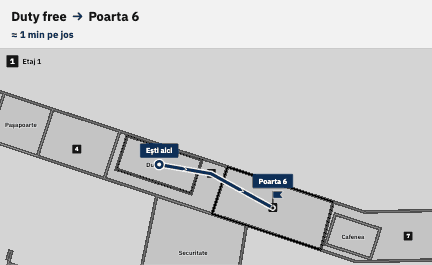 Duty free → Poarta 6
≈ 1 min pe jos
1 Etaj 1
Pașapoarte
4
Ești aici
Du
Poarta 6
Cafenea
7
Securitate